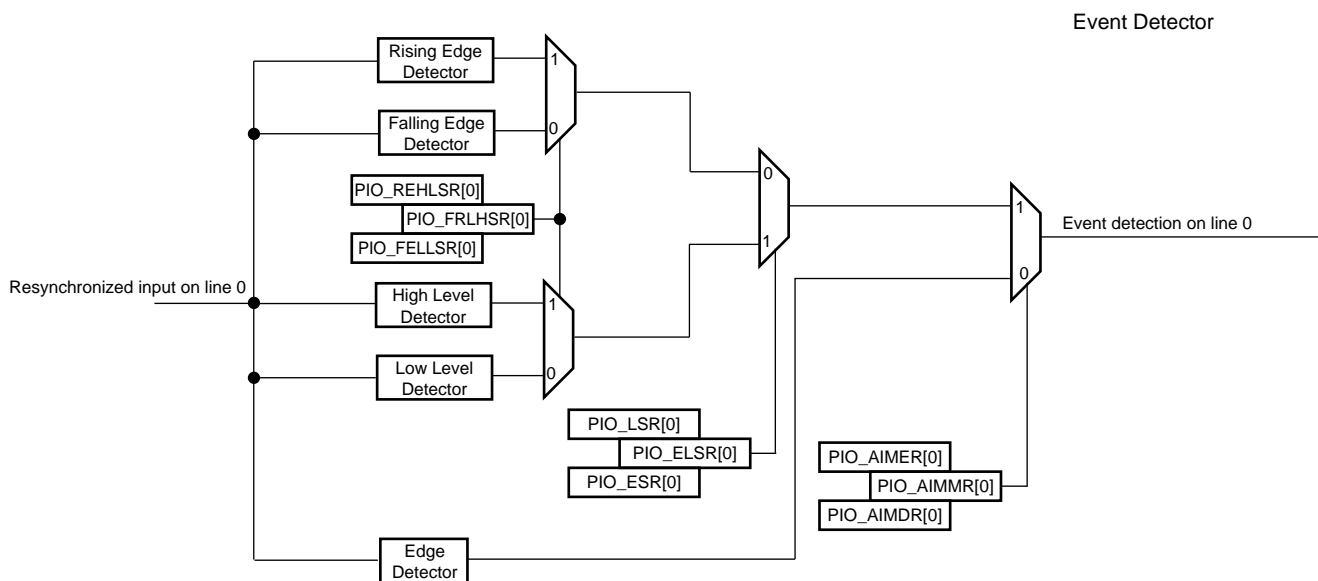 Event Detector
Rising Edge
Detector
1
Falling Edge
Detector
0
PIO_REHLSR[0]
PIO_FRLHSR[0]
PIO_FELLSR[0]
0
1
1
0
Event detection on line 0
Resynchronized input on line 0
High Level
Detector
1
Low Level
Detector
0
PIO_LSR[0]
PIO_ELSR[0]
PIO_ESR[0]
PIO_AIMER[0]
PIO_AIMMR[0]
PIO_AIMDR[0]
Edge
Detector